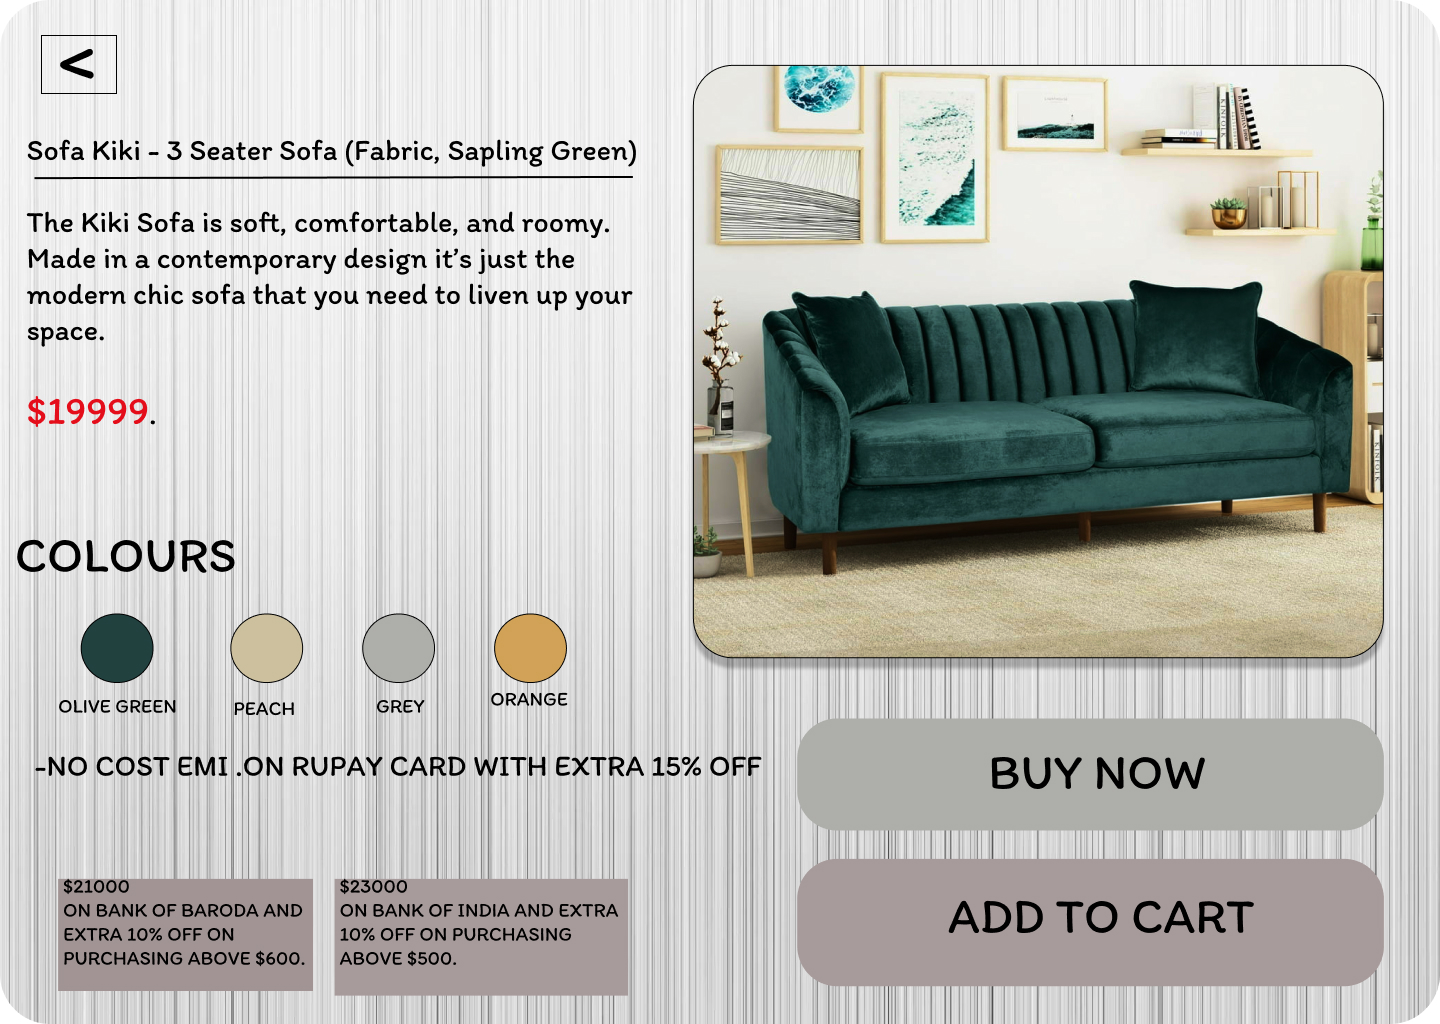 <
Sofa Kiki - 3 Seater Sofa (Fabric, Sapling Green)
The Kiki Sofa is soft, comfortable, and roomy.
Made in a contemporary design it's just the
modern chic sofa that you need to liven up your
space.
$19999.
COLOURS
OLIVE GREEN
PEACH
GREY
ORANGE
-NO COST EMI .ON RUPAY CARD WITH EXTRA 15% OFF
$21000
ON BANK OF BARODA AND
EXTRA 10% OFF ON
PURCHASING ABOVE $600.
$23000
ON BANK OF INDIA AND EXTRA
10% OFF ON PURCHASING
ABOVE $500.
KINFOLK
BUY NOW
ADD TO CART